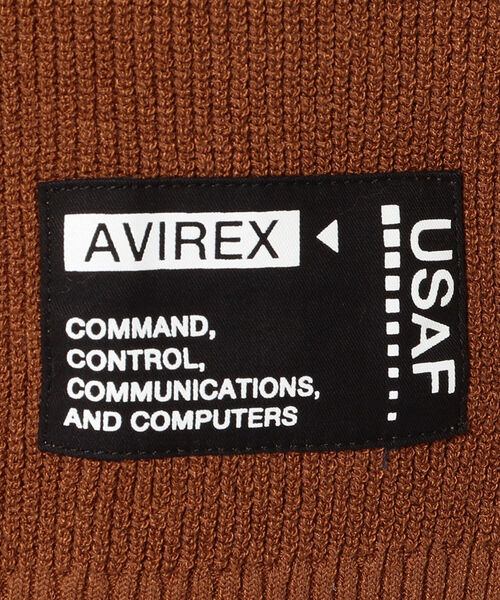 AVIREX
COMMAND,
CONTROL,
COMMUNICATIONS,
AND COMPUTERS
USAF